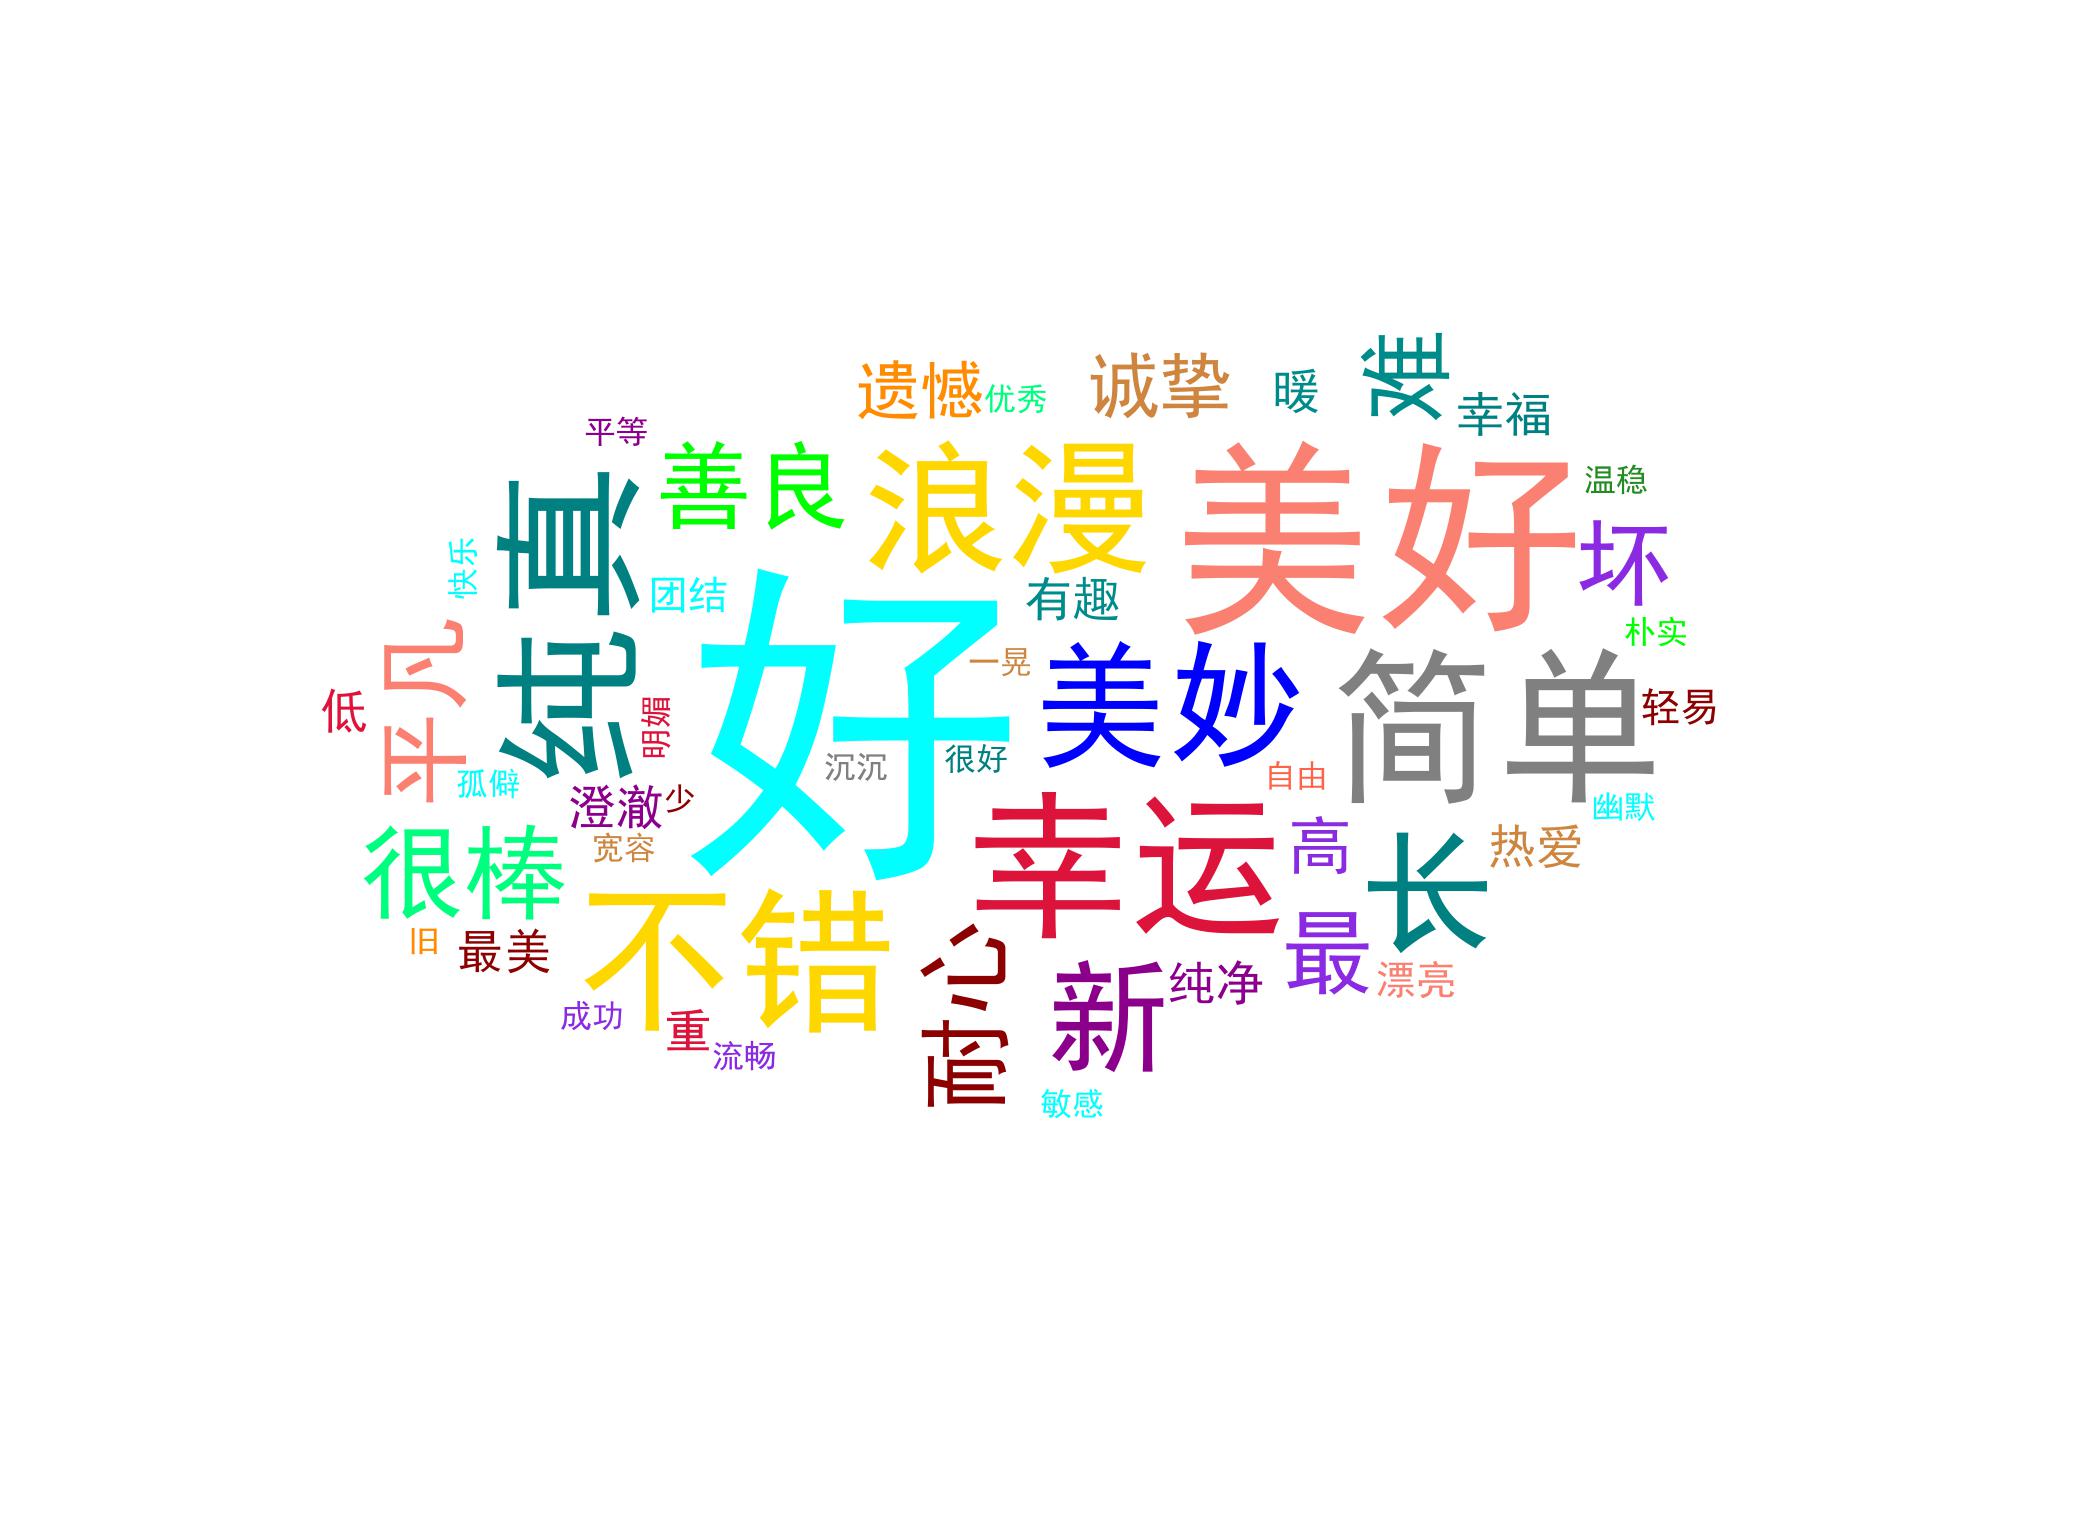 难
诚挚
遗憾
暖
优秀
幸福
平等
善良
浪漫
美好
温稳
坏
纯真
快乐
团结
有趣
朴实
好
一晃
美妙
简单
平凡
低
明媚
轻易
沉沉
很好
自由
孤僻
澄澈
少
幽默
宽容
幸运
高
热爱
很棒
长
旧
最美
不错
最
耐心
新
纯净
漂亮
成功
重
流畅
敏感